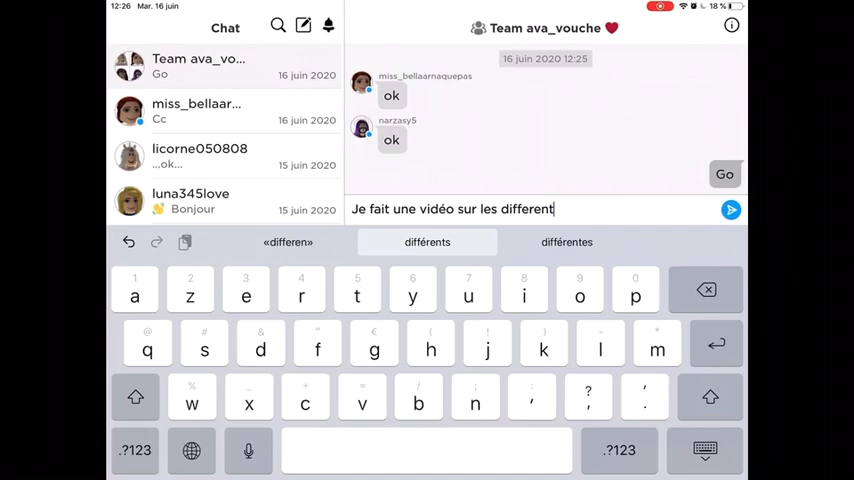 12:26 Mar. 16 juin
18 %
Chat
Team ava_vo...
Go
16 juin 2020
miss_bellaar...
Cc
16 juin 2020
licorne050808
...ok...
15 juin 2020
luna345love
👋 Bonjour
15 juin 2020
Team ava_vouche ❤️
16 juin 2020 12:25
miss_bellaarnaquepas
ok
narzasy5
ok
Go
Je fait une vidéo sur les different
«differen» différents différentes
1 2 3 4 5 6 7 8 9 0
a z e r t y u i o p
@ # & " € ( ! ) - *
q s d f g h j k l m
% - + = / ; : ? '
w x c v b n ' , .
.?123 .?123